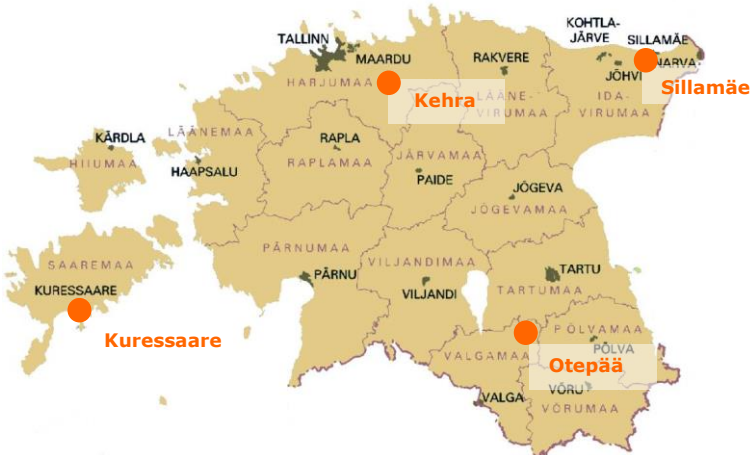 KOHTLA-
JÄRVE
SILLAMÄE
TALLINN
MAARDU
RAKVERE
NARVA
JÕHVI
HARJUMAA
Kehra
Sillamäe
LÄÄNE-
VIRUMAA
IDA-
VIRUMAA
KÄRDLA
LÄÄNEMAA
HIIUMAA
HAAPSALU
RAPLA
RAPLAMAA
JÄRVAMAA
PAIDE
JÕGEVA
JÕGEVAMAA
PÄRNUMAA
VILJANDIMAA
SAAREMAA
PÄRNU
TARTU
KURESSAARE
VILJANDI
TARTUMAA
Kuressaare
PÕLVAMAA
PÕLVA
VALGAMAA
Otepää
VALGA
VÕRU
VÕRUMAA